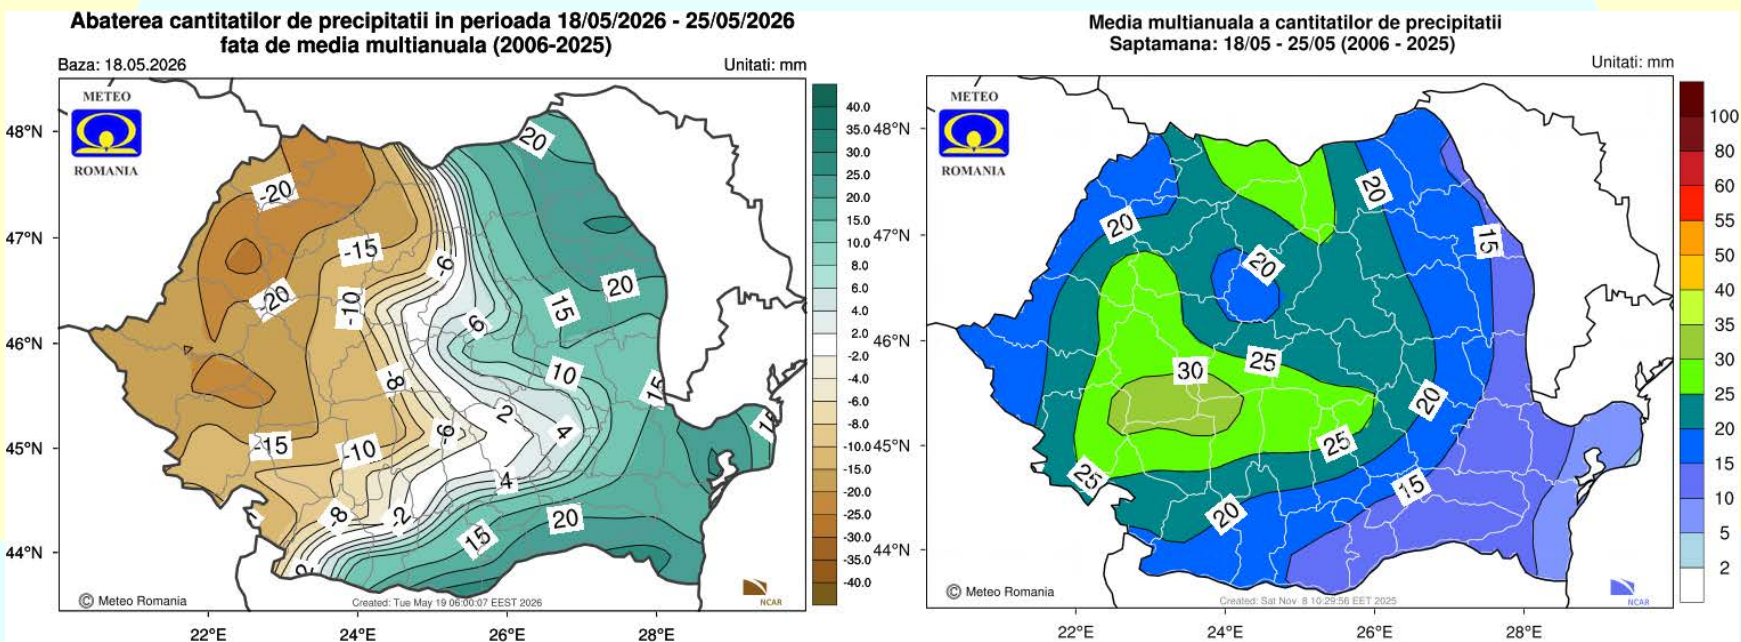 Abaterea cantitatilor de precipitatii in perioada 18/05/2026 - 25/05/2026
fata de media multianuala (2006-2025)
Baza: 18.05.2026
Unitati: mm
METEO
ROMANIA
48°N
47°N
46°N
45°N
44°N
22°E
24°E
26°E
28°E
20
-20
-15
-6
-20
-10
20
15
6
10
-8
15
2
4
-6
-15
-10
4
-8
-2
20
15
2
40.0
35.0
30.0
25.0
20.0
15.0
10.0
8.0
6.0
4.0
2.0
-2.0
-4.0
-6.0
-8.0
-10.0
-15.0
-20.0
-25.0
-30.0
-35.0
-40.0
© Meteo Romania
Created: Tue May 19 06:00:07 EEST 2026
NCAR
Media multianuala a cantitatilor de precipitatii
Saptamana: 18/05 - 25/05 (2006 - 2025)
Unitati: mm
METEO
ROMANIA
48°N
47°N
46°N
45°N
44°N
22°E
24°E
26°E
28°E
20
20
15
20
30
25
20
25
25
15
20
100
80
60
55
50
40
35
30
25
20
15
10
5
2
© Meteo Romania
Created: Sat Nov 8 10:29:56 EET 2025
NCAR